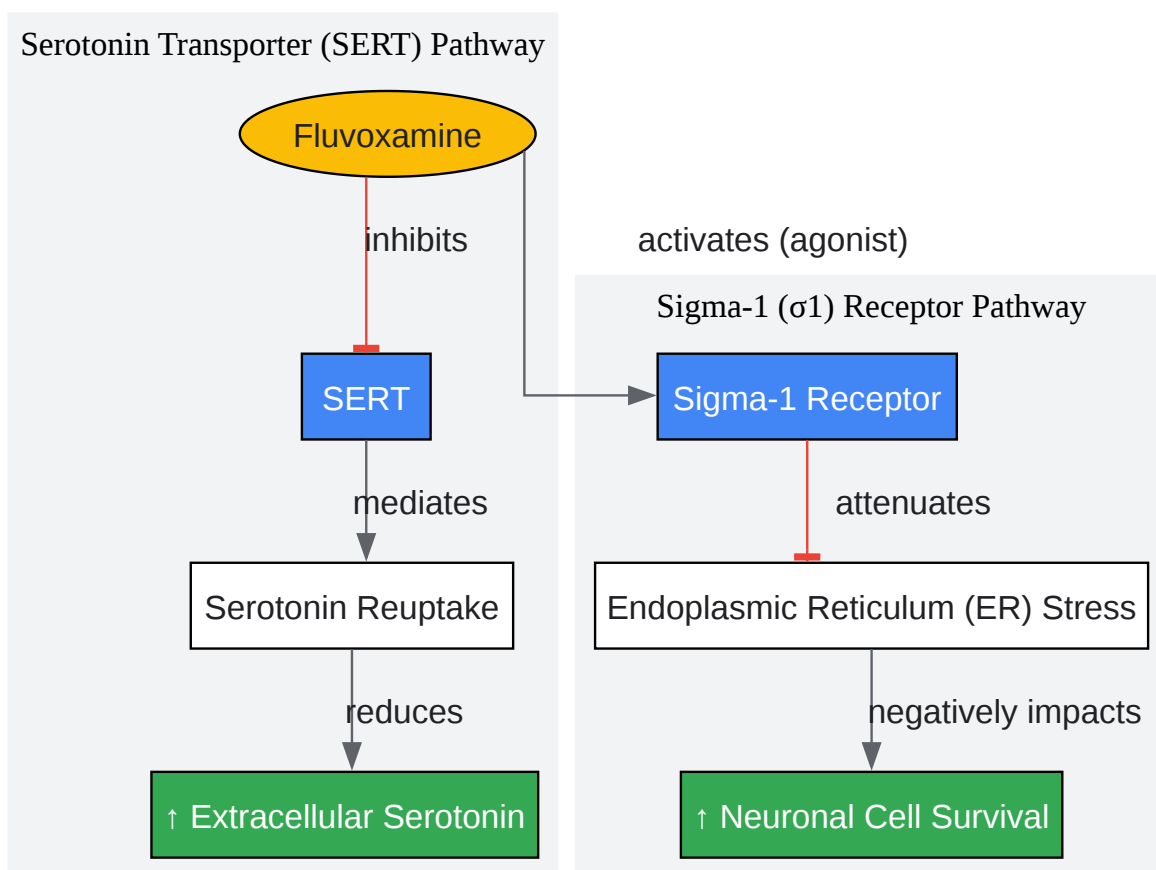 Serotonin Transporter (SERT) Pathway
Fluvoxamine
inhibits
activates (agonist)
Sigma-1 (σ1) Receptor Pathway
SERT
Sigma-1 Receptor
mediates
attenuates
Serotonin Reuptake
Endoplasmic Reticulum (ER) Stress
reduces
negatively impacts
↑ Extracellular Serotonin
↑ Neuronal Cell Survival